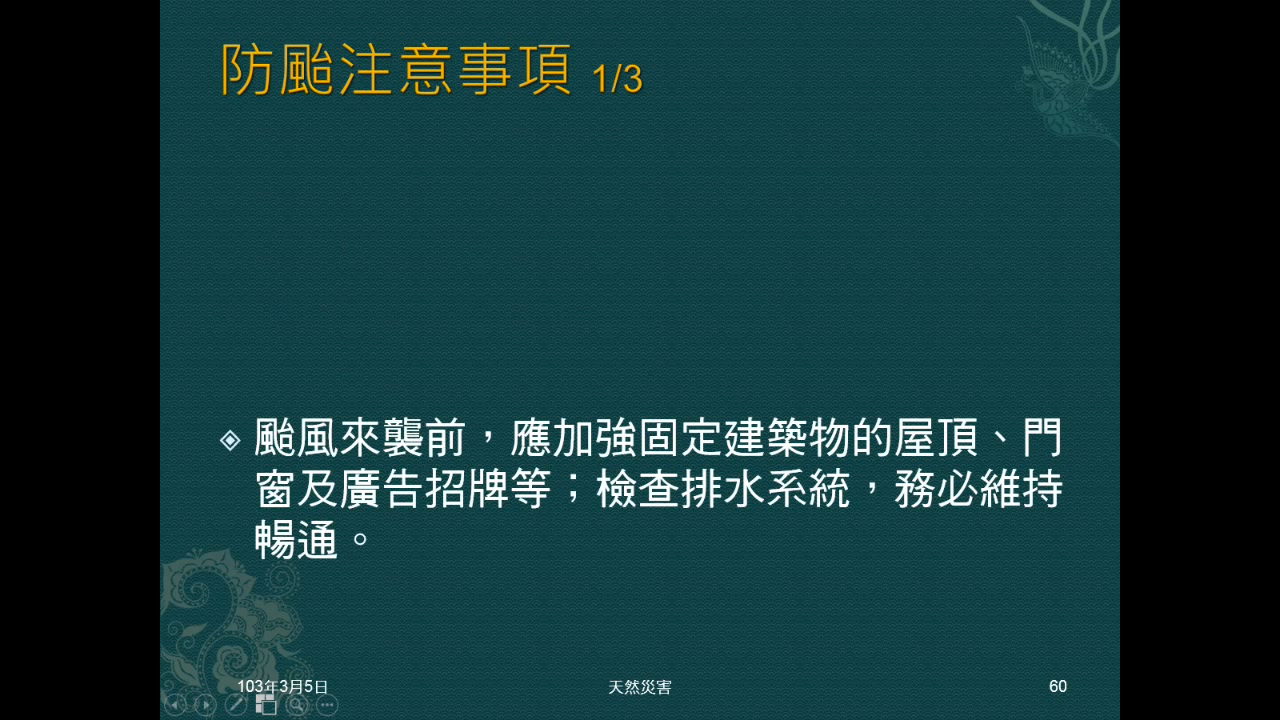 防颱注意事項 1/3
颱風來襲前，應加強固定建築物的屋頂、門
窗及廣告招牌等；檢查排水系統，務必維持
暢通。
103年3月5日
天然災害
60